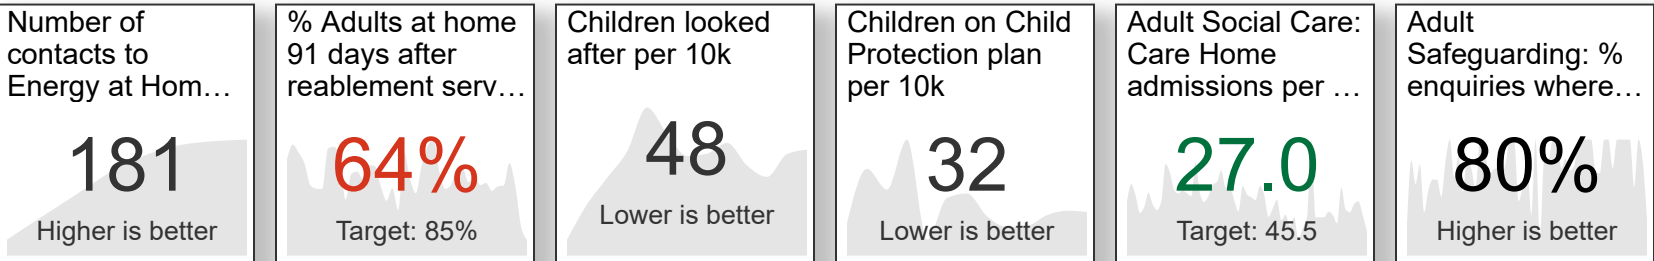 Number of
contacts to
Energy at Hom…
181
Higher is better
% Adults at home
91 days after
reablement serv…
64%
Target: 85%
Children looked
after per 10k
48
Lower is better
Children on Child
Protection plan
per 10k
32
Lower is better
Adult Social Care:
Care Home
admissions per …
27.0
Target: 45.5
Adult
Safeguarding: %
enquiries where…
80%
Higher is better